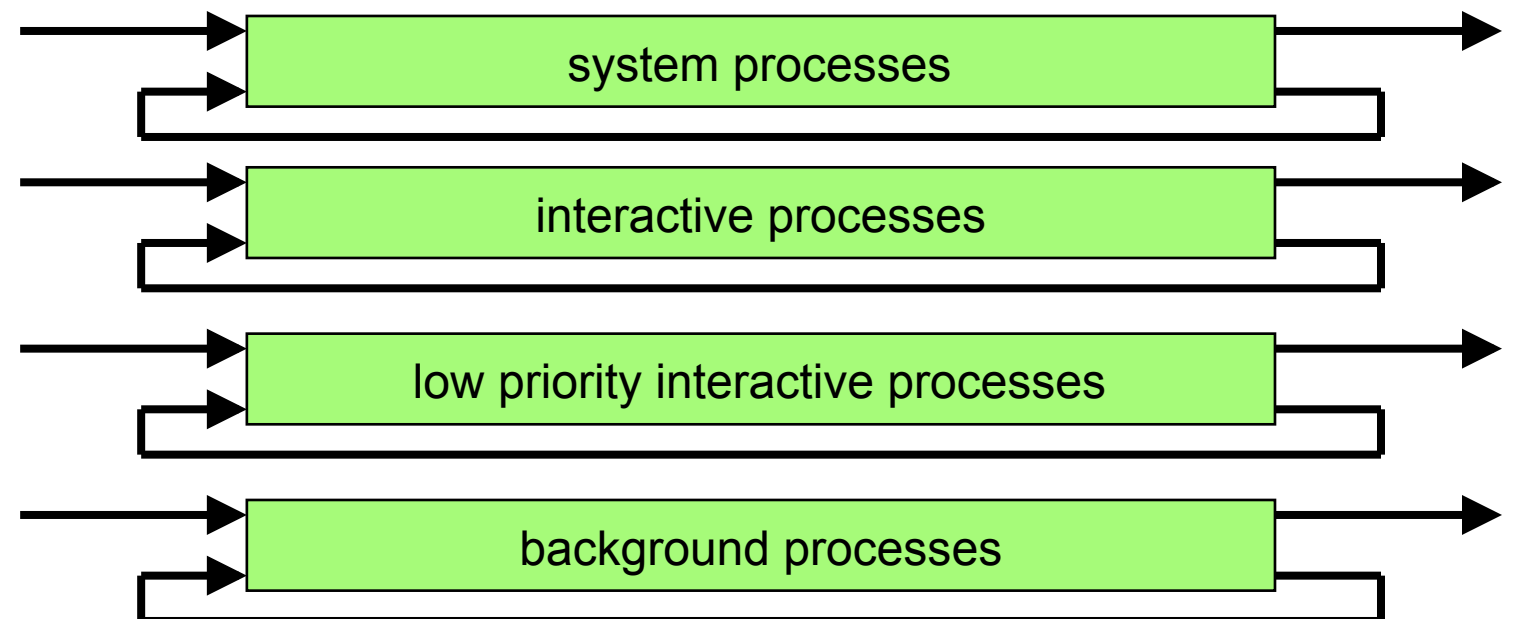 system processes
interactive processes
low priority interactive processes
background processes